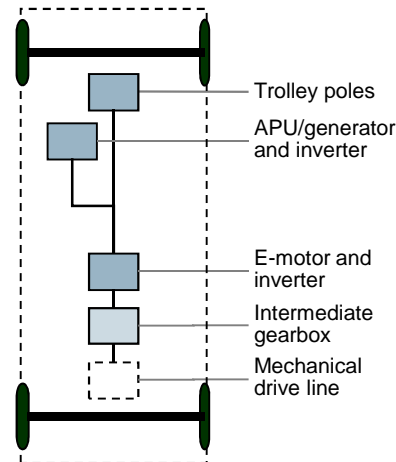 Trolley poles
APU/generator
and inverter
E-motor and
inverter
Intermediate
gearbox
Mechanical
drive line